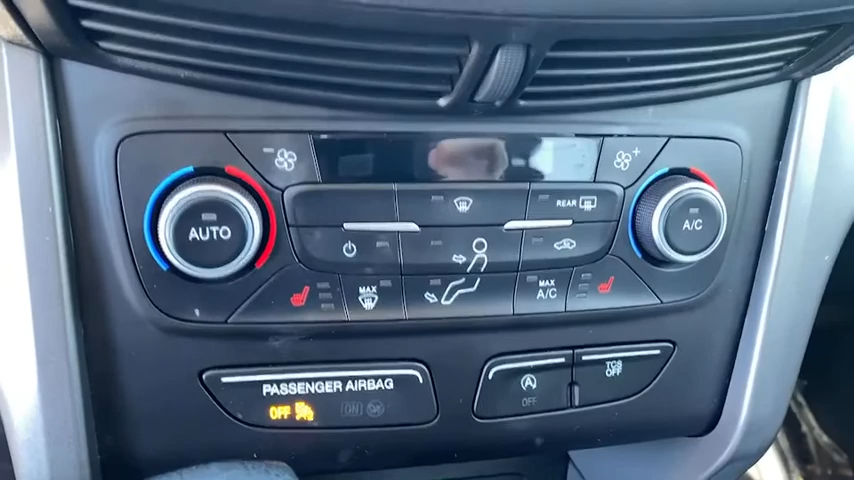 REAR
AUTO
A/C
MAX
MAX
A/C
PASSENGER AIRBAG
OFF
ON
A
OFF
TCS
OFF